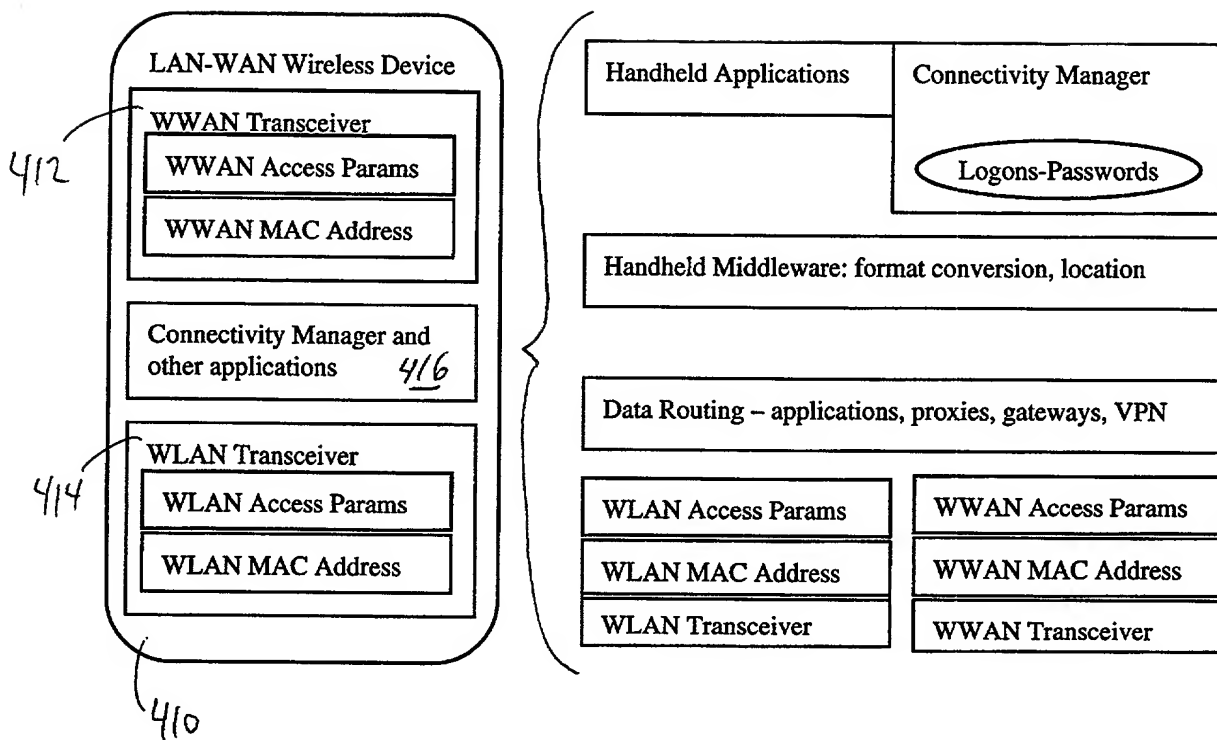 LAN-WAN Wireless Device
WWAN Transceiver
WWAN Access Params
WWAN MAC Address
412
Connectivity Manager and
other applications 416
WLAN Transceiver
WLAN Access Params
WLAN MAC Address
414
410
Handheld Applications
Connectivity Manager
Logons-Passwords
Handheld Middleware: format conversion, location
Data Routing – applications, proxies, gateways, VPN
WLAN Access Params
WLAN MAC Address
WLAN Transceiver
WWAN Access Params
WWAN MAC Address
WWAN Transceiver